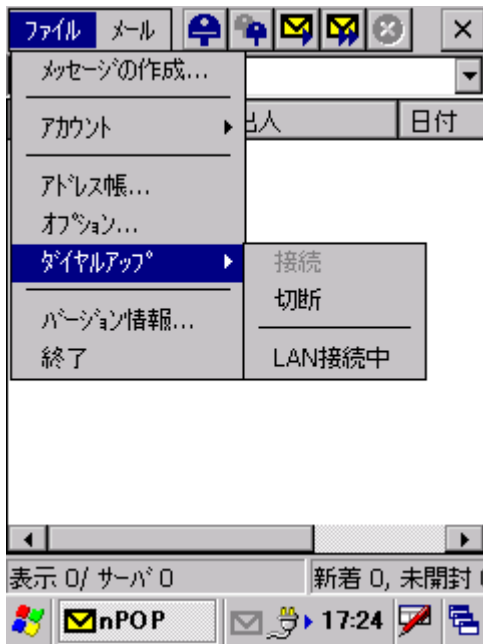 ファイル メール
メッセージの作成...
出人 日付
アカウント
アドレス帳...
オプション...
ダイヤルアップ
接続
切断
バージョン情報...
終了
LAN接続中
表示 0/ サーバ 0
新着 0, 未開封
nPOP
17:24